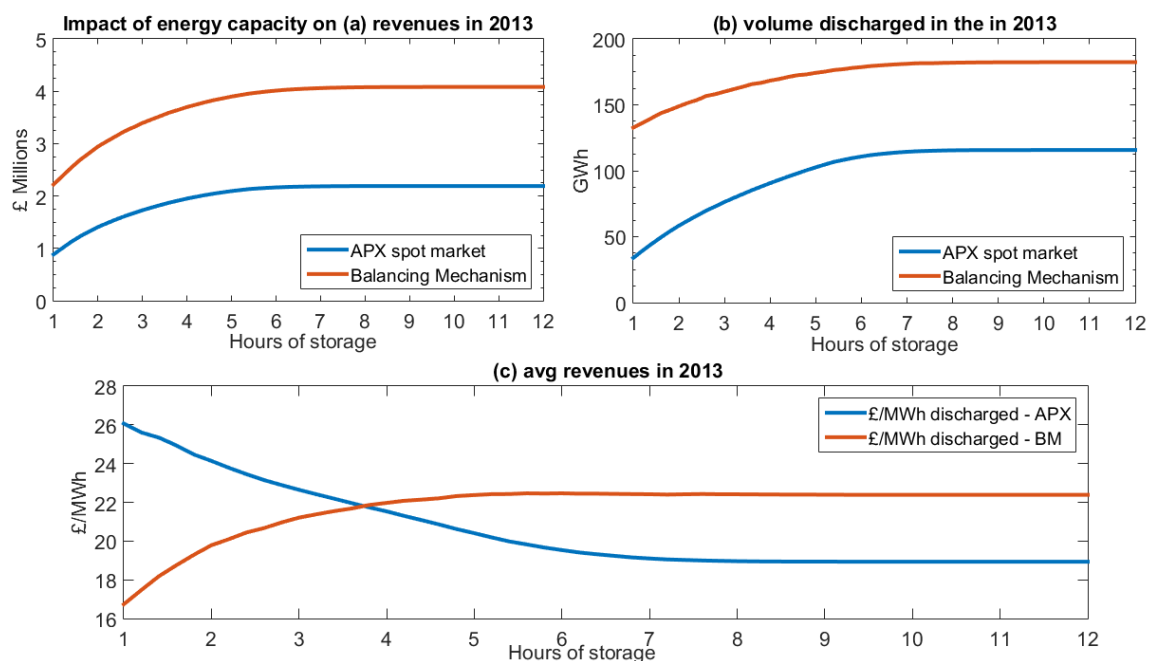 Impact of energy capacity on (a) revenues in 2013
5
4
3
2
1
0
£ Millions
APX spot market
Balancing Mechanism
1 2 3 4 5 6 7 8 9 10 11 12
Hours of storage
(b) volume discharged in the in 2013
200
150
100
50
0
GWh
APX spot market
Balancing Mechanism
1 2 3 4 5 6 7 8 9 10 11 12
Hours of storage
(c) avg revenues in 2013
28
26
24
22
20
18
16
£/MWh
£/MWh discharged - APX
£/MWh discharged - BM
1 2 3 4 5 6 7 8 9 10 11 12
Hours of storage